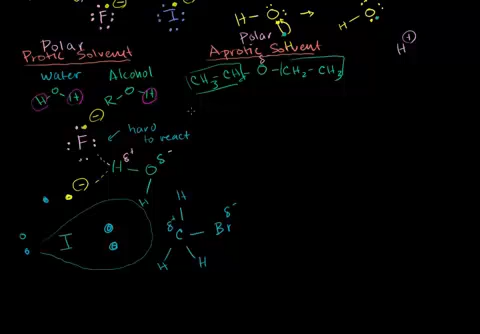 F I H-O → H O
Polar Polar H +
Protic Solvent Aprotic Solvent
Water Alcohol CH3-CH2-O-CH2-CH3
H O H R O H
F - hard
to react
H δ+ - O δ-
- H H
I δ+ C - Br δ-
H H